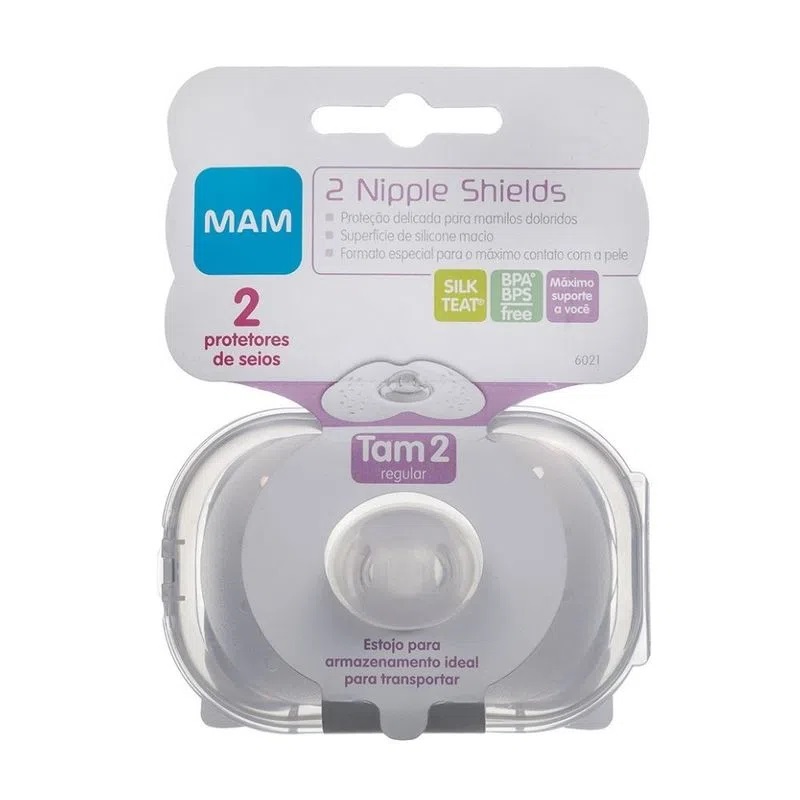 MAM
2 Nipple Shields
Proteção delicada para mamilos doloridos
Superfície de silicone macio
Formato especial para o máximo contato com a pele
SILK
TEAT®
BPA°
BPS
free
Máximo
suporte
a você
2
protetores
de seios
6021
Tam 2
regular
Estojo para
armazenamento ideal
para transportar